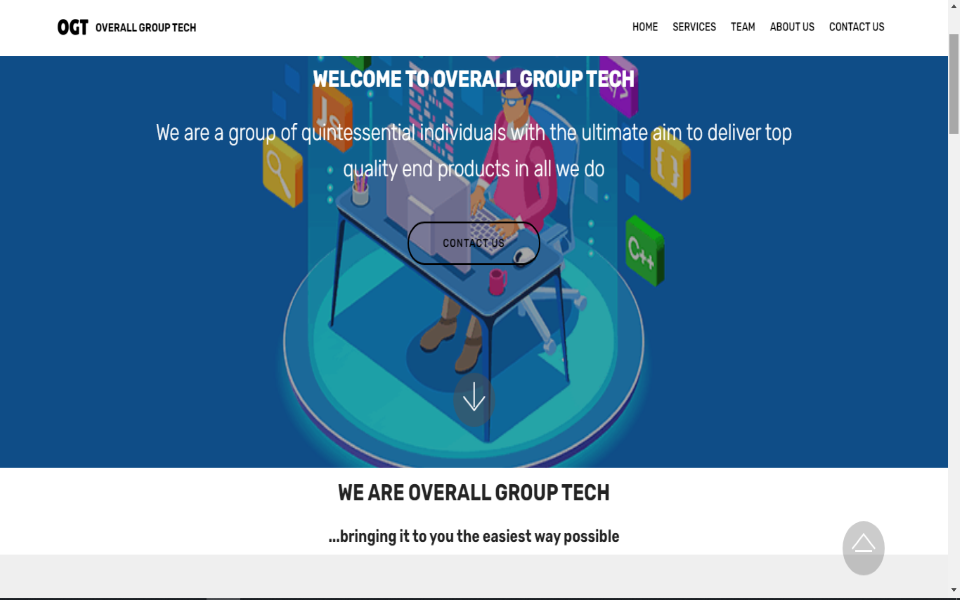 OGT OVERALL GROUP TECH
HOME SERVICES TEAM ABOUT US CONTACT US
WELCOME TO OVERALL GROUP TECH
We are a group of quintessential individuals with the ultimate aim to deliver top
quality end products in all we do
CONTACT US
C++
WE ARE OVERALL GROUP TECH
...bringing it to you the easiest way possible